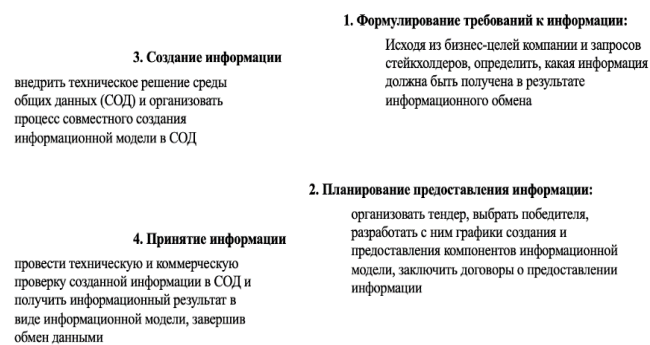 1. Формулирование требований к информации:
Исходя из бизнес-целей компании и запросов
стейкхолдеров, определить, какая информация
должна быть получена в результате
информационного обмена
2. Планирование предоставления информации:
организовать тендер, выбрать победителя,
разработать с ним графики создания и
предоставления компонентов информационной
модели, заключить договоры о предоставлении
информации
3. Создание информации
внедрить техническое решение среды
общих данных (СОД) и организовать
процесс совместного создания
информационной модели в СОД
4. Принятие информации
провести техническую и коммерческую
проверку созданной информации в СОД и
получить информационный результат в
виде информационной модели, завершив
обмен данными